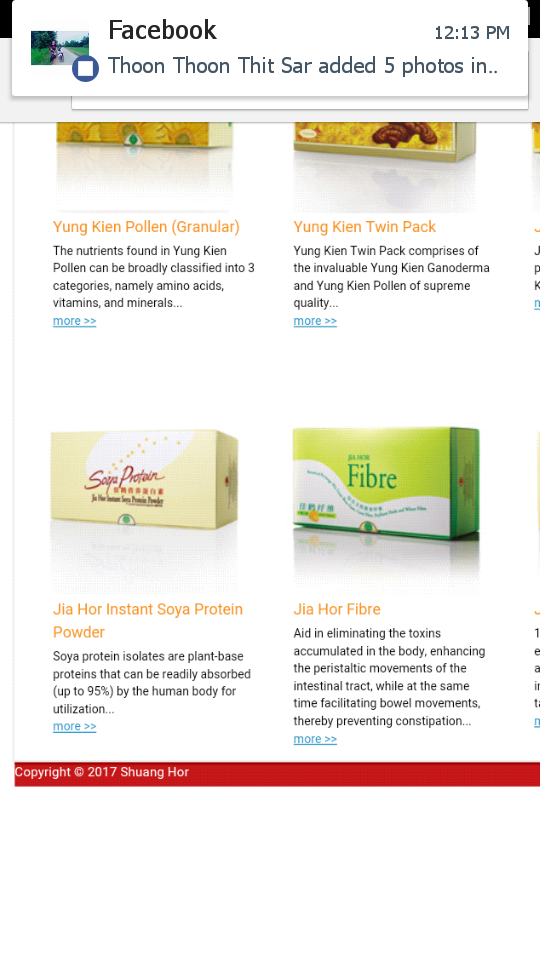 Facebook
12:13 PM
Thoon Thoon Thit Sar added 5 photos in..
Yung Kien Pollen (Granular)
The nutrients found in Yung Kien
Pollen can be broadly classified into 3
categories, namely amino acids,
vitamins, and minerals...
more >>
Yung Kien Twin Pack
Yung Kien Twin Pack comprises of
the invaluable Yung Kien Ganoderma
and Yung Kien Pollen of supreme
quality...
more >>
Soya Protein
Jia Hor Instant Soya Protein Powder
JIA HOR
Fibre
佳鹤纤维
Jia Hor Instant Soya Protein
Powder
Soya protein isolates are plant-base
proteins that can be readily absorbed
(up to 95%) by the human body for
utilization...
more >>
Jia Hor Fibre
Aid in eliminating the toxins
accumulated in the body, enhancing
the peristaltic movements of the
intestinal tract, while at the same
time facilitating bowel movements,
thereby preventing constipation...
more >>
Copyright © 2017 Shuang Hor